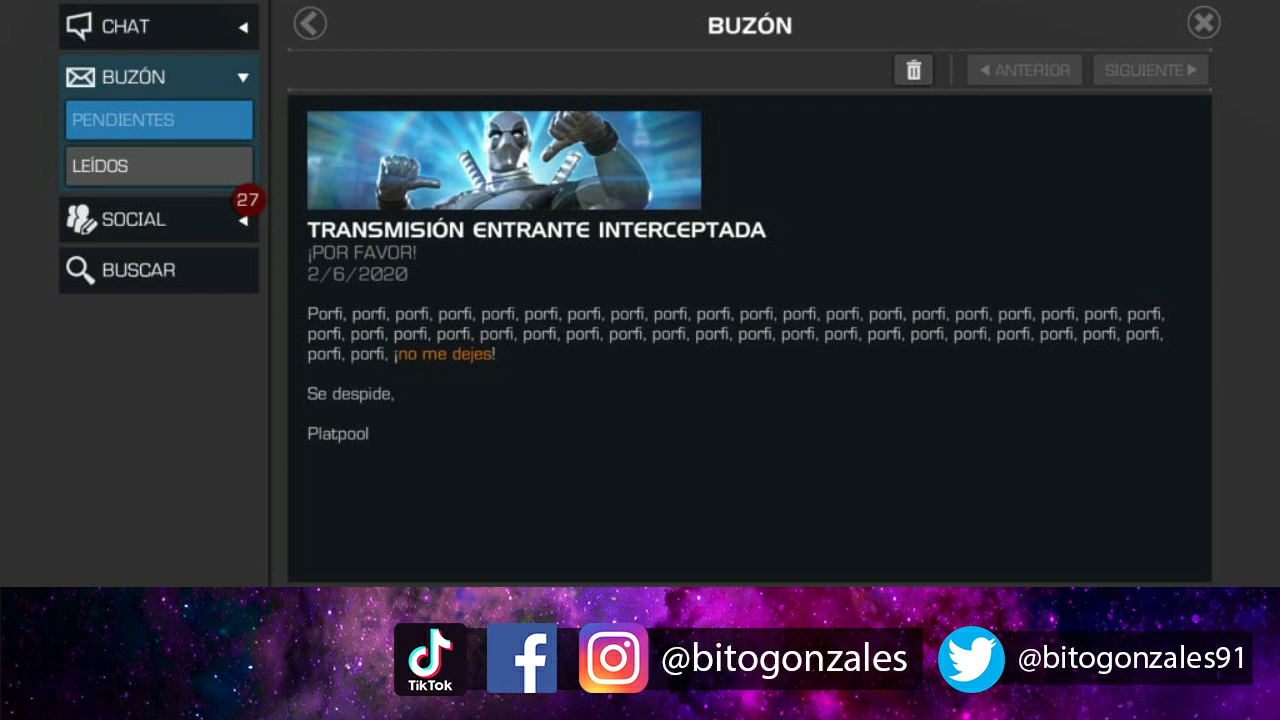 CHAT
BUZÓN
PENDIENTES
LEÍDOS
27
SOCIAL
BUSCAR
BUZÓN
ANTERIOR
SIGUIENTE
TRANSMISIÓN ENTRANTE INTERCEPTADA
¡POR FAVOR!
2/6/2020
Porfi, porfi, porfi, porfi, porfi, porfi, porfi, porfi, porfi, porfi, porfi, porfi, porfi, porfi, porfi, porfi, porfi, porfi, porfi, porfi,
porfi, porfi, porfi, porfi, porfi, porfi, porfi, porfi, porfi, porfi, porfi, porfi, porfi, porfi, porfi, porfi, porfi, porfi, porfi, porfi,
porfi, porfi, ¡no me dejes!
Se despide,
Platpool
TikTok
@bitogonzales
@bitogonzales91